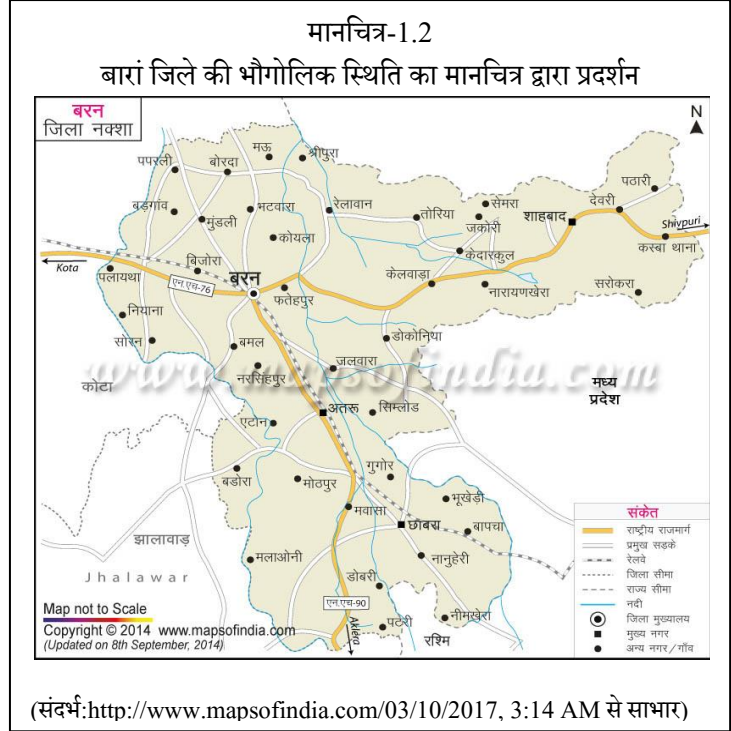 मानचित्र-1.2
बारां जिले की भौगोलिक स्थिति का मानचित्र द्वारा प्रदर्शन
बरन
जिला नक्शा
N
मऊ
श्रीपुरा
पपरली
बोरदा
पठारी
बड़गांव
मुंडली
भटवारा
रेलावान
तोरिया
सेमरा
जकोरी
शाहबाद
देवरी
Shivpuri
कोयला
केदारकुल
कस्बा थाना
Kota
पलायथा
बिजोरा
एन.एच-76
बरन
फतेहपुर
केलवाड़ा
नारायणखेरा
सरोकरा
नियाना
सोरन
बमल
डोकोनिया
नरसिंहपुर
जलवारा
www.mapsofindia.com
कोटा
मध्य
प्रदेश
अतरू
सिम्लोड
एटोन
बडोरा
मोठपुर
गुगोर
भूखेड़ी
मवासा
छोबरा
बापचा
झालावाड़
Jhalawar
मलाओनी
नानुहेरी
डोबरी
एन.एच-90
Aklera
पटेरी
नीमखेरा
रश्मि
संकेत
राष्ट्रीय राजमार्ग
प्रमुख सडकें
रेलवे
जिला सीमा
राज्य सीमा
नदी
जिला मुख्यालय
मुख्य नगर
अन्य नगर/गाँव
Map not to Scale
Copyright © 2014 www.mapsofindia.com
(Updated on 8th September, 2014)
(संदर्भ:http://www.mapsofindia.com/03/10/2017, 3:14 AM से साभार)